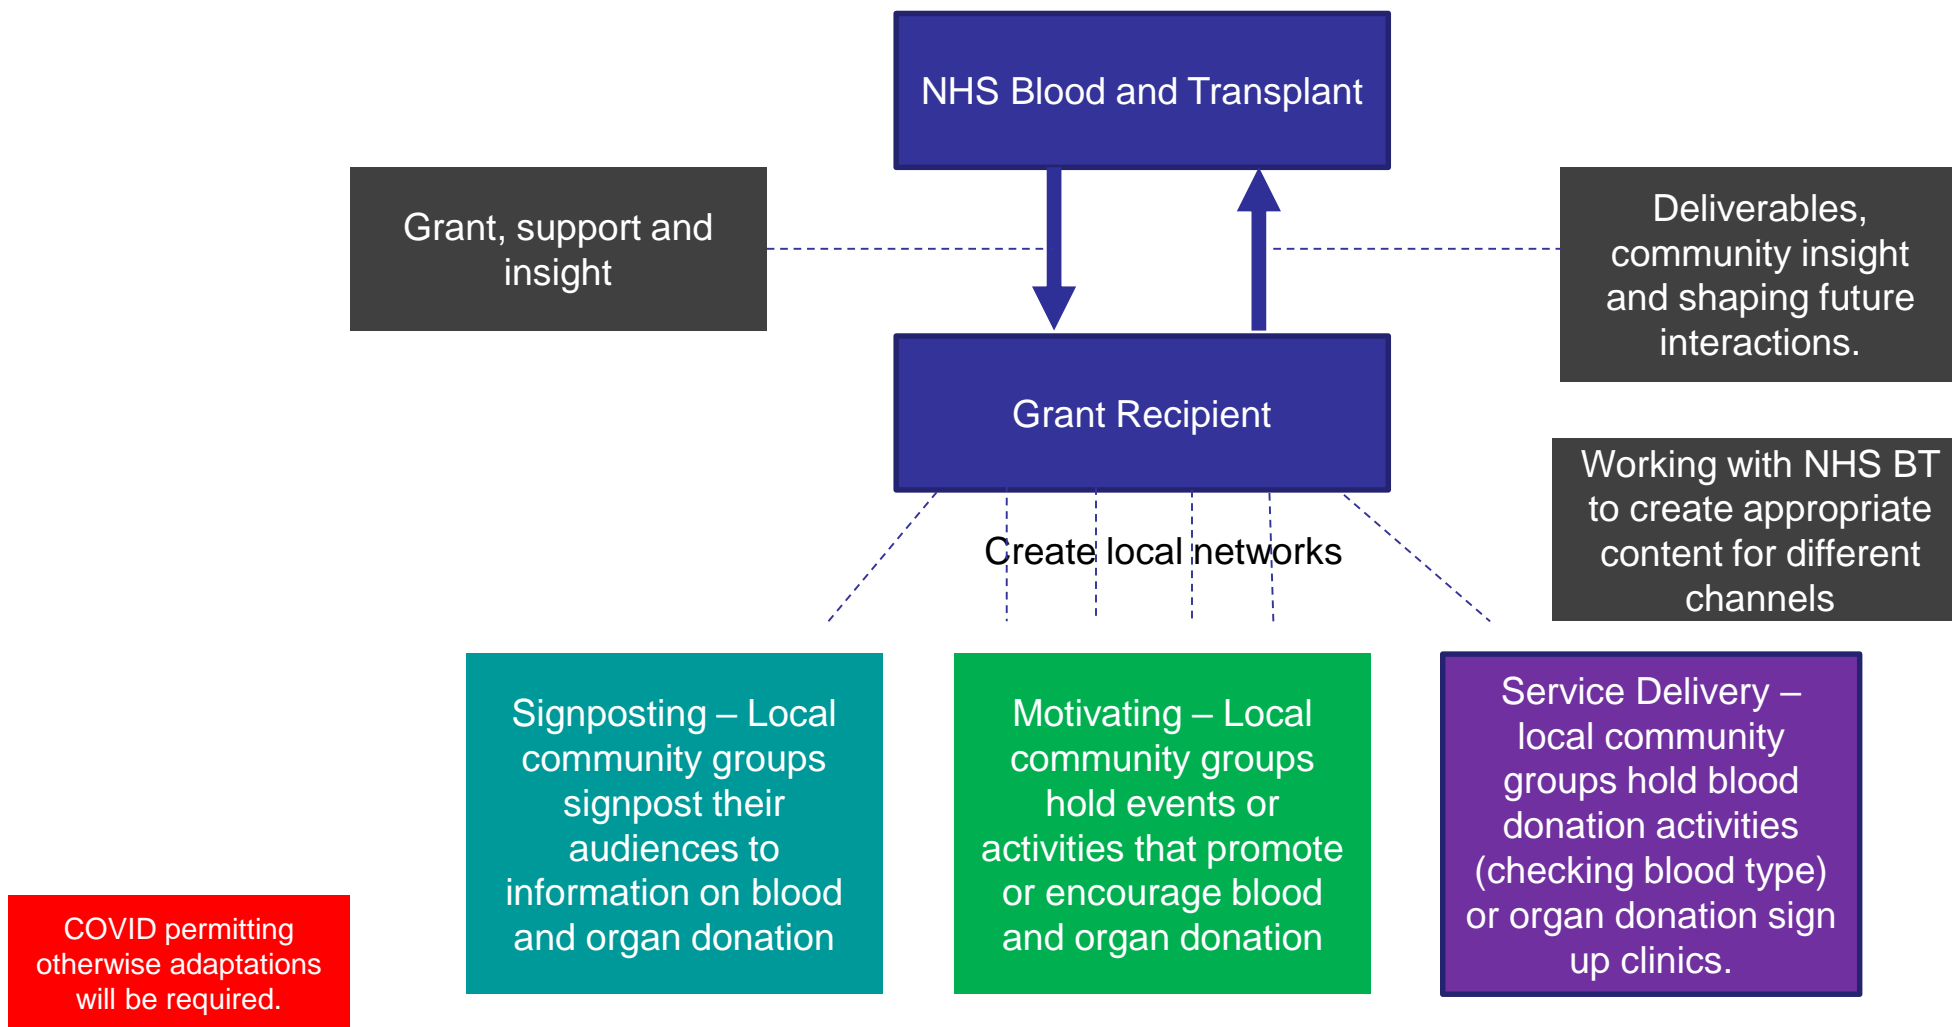 NHS Blood and Transplant
Grant, support and
insight
Deliverables,
community insight
and shaping future
interactions.
Grant Recipient
Working with NHS BT
to create appropriate
content for different
channels
Create local networks
Signposting – Local
community groups
signpost their
audiences to
information on blood
and organ donation
Motivating – Local
community groups
hold events or
activities that promote
or encourage blood
and organ donation
Service Delivery –
local community
groups hold blood
donation activities
(checking blood type)
or organ donation sign
up clinics.
COVID permitting
otherwise adaptations
will be required.